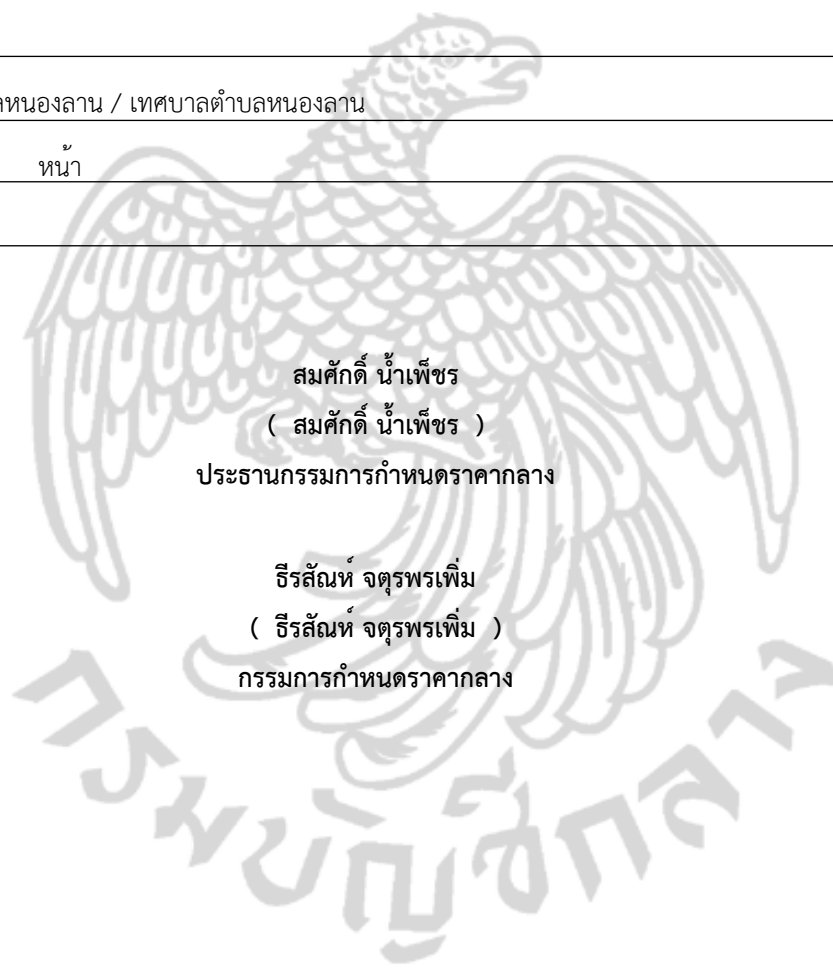 ลหนองลาน / เทศบาลตำบลหนองลาน
หน้า
สมศักดิ์ น้ำเพ็ชร
( สมศักดิ์ น้ำเพ็ชร )
ประธานกรรมการกำหนดราคากลาง
ธีรสัณห์ จตุรพรเพิ่ม
( ธีรสัณห์ จตุรพรเพิ่ม )
กรรมการกำหนดราคากลาง
กรมบัญชีกลาง